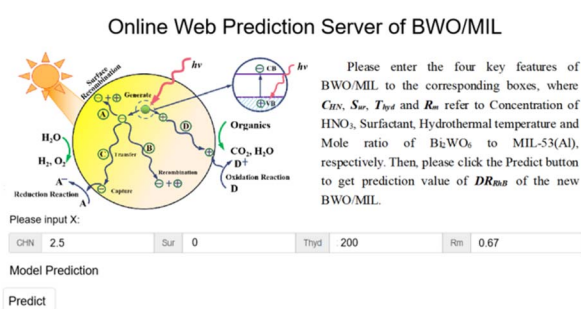 Online Web Prediction Server of BWO/MIL
hv
hv
Surface
Recombination
CB
VB
Generate
A
D
Organics
H₂O
C
Transfer
B
CO₂, H₂O
H₂, O₂
D+
Recombination
Oxidation Reaction
A⁻
D
Reduction Reaction
Capture
A
Please enter the four key features of
BWO/MIL to the corresponding boxes, where
CHN, Sur, Thyd and Rm refer to Concentration of
HNO₃, Surfactant, Hydrothermal temperature and
Mole ratio of Bi₂WO₆ to MIL-53(Al),
respectively. Then, please click the Predict button
to get prediction value of DRRhB of the new
BWO/MIL.
Please input X:
CHN 2.5 Sur 0 Thyd 200 Rm 0.67
Model Prediction
Predict